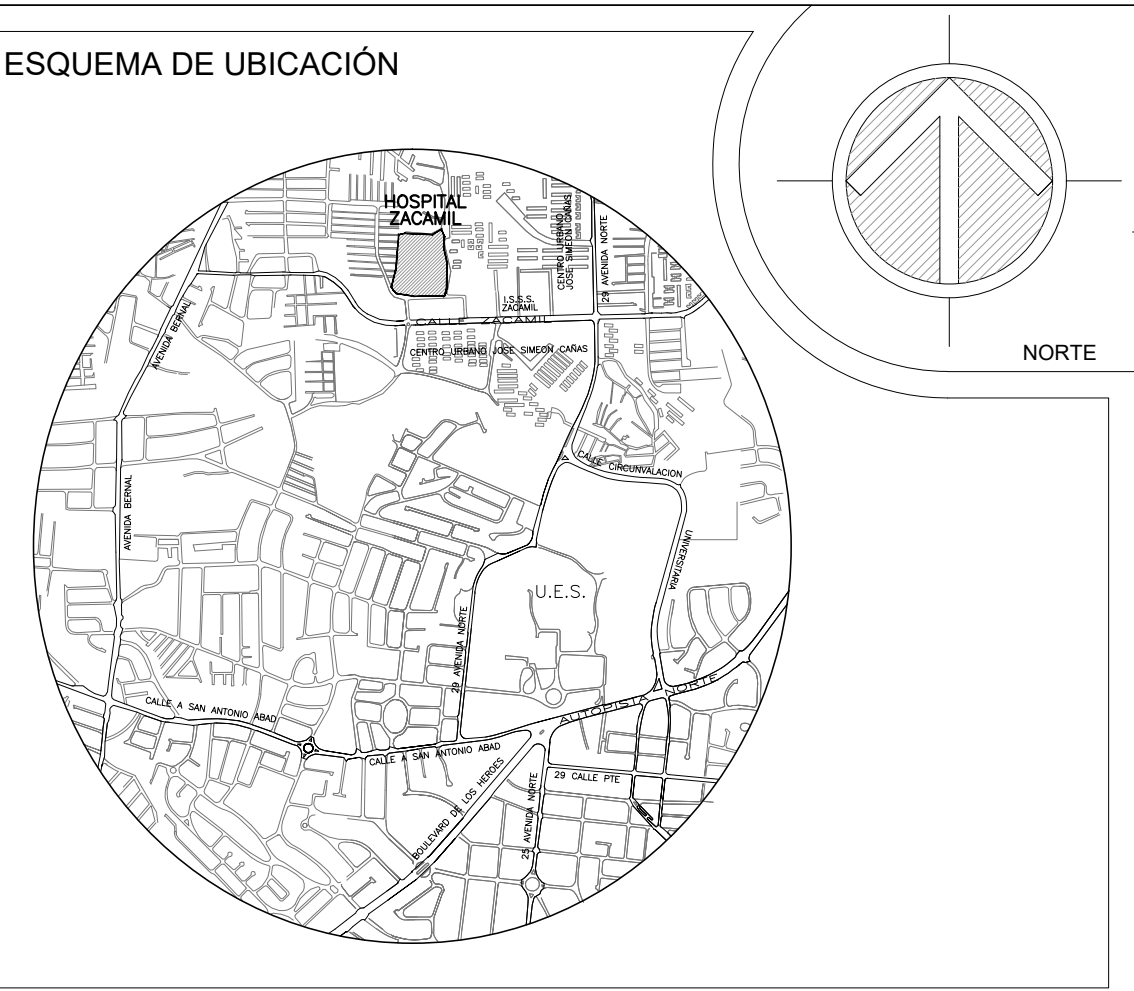 ESQUEMA DE UBICACIÓN
NORTE
HOSPITAL
ZACAMIL
CENTRO URBANO
JOSE SIMEON CAÑAS
29 AVENIDA NORTE
I.S.S.S.
ZACAMIL
CALLE ZACAMIL
AVENIDA BERNAL
CENTRO URBANO JOSE SIMEON CAÑAS
CALLE CIRCUNVALACION
AVENIDA BERNAL
UNIVERSITARIA
U.E.S.
29 AVENIDA NORTE
AUTOPISTA NORTE
CALLE A SAN ANTONIO ABAD
CALLE A SAN ANTONIO ABAD
29 CALLE PTE
BOULEVARD DE LOS HEROES
25 AVENIDA NORTE